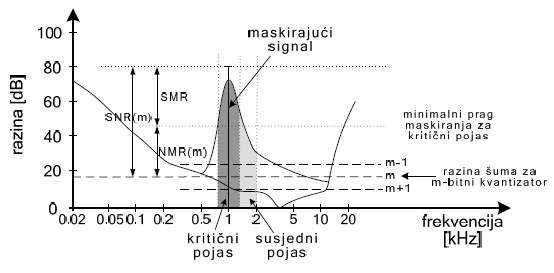 maskirajući
signal
razina [dB]
100
80
60
40
20
0
SMR
SNR(m)
NMR(m)
minimalni prag
maskiranja za
kritični pojas
m-1
m
m+1
razina šuma za
m-bitni kvantizator
0.02
0.05
0.1
0.2
0.5
1
2
5
10
20
frekvencija
[kHz]
kritični
pojas
susjedni
pojas